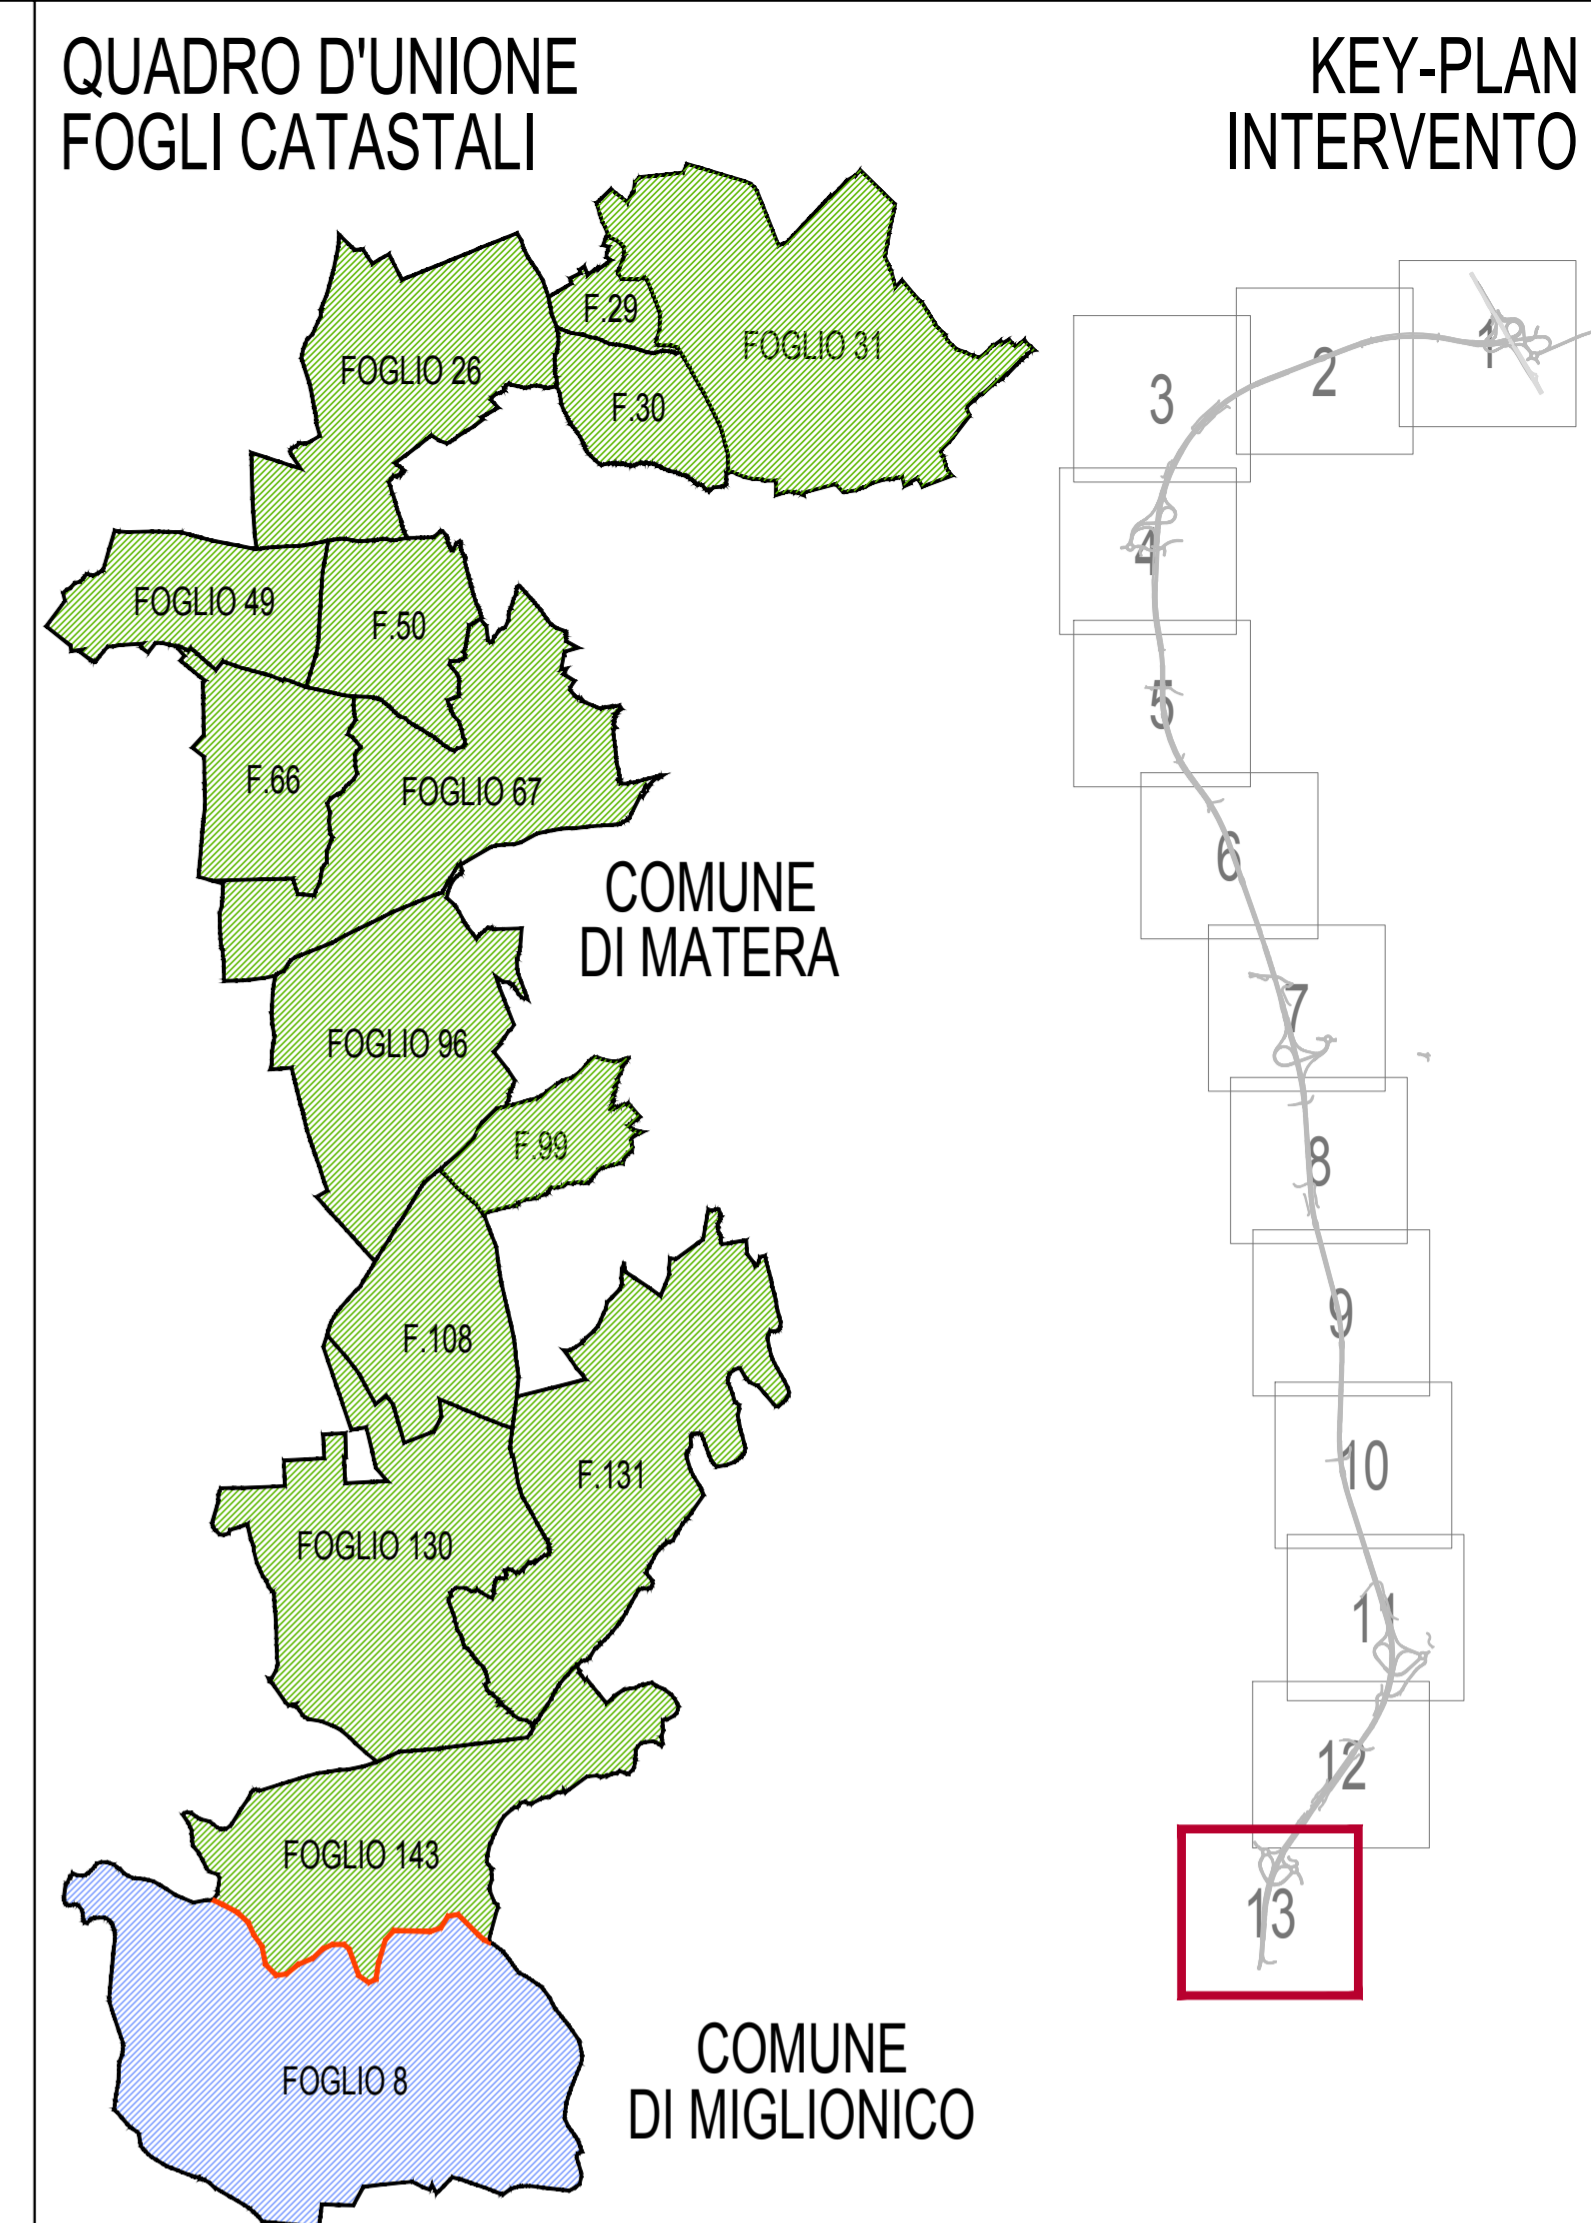 QUADRO D'UNIONE
FOGLI CATASTALI
FOGLIO 31
F.29
FOGLIO 26
F.30
FOGLIO 49
F.50
F.66
FOGLIO 67
COMUNE
DI MATERA
FOGLIO 96
F.99
F.108
F.131
FOGLIO 130
FOGLIO 143
FOGLIO 8
COMUNE
DI MIGLIONICO
KEY-PLAN
INTERVENTO
1
2
3
4
5
6
7
8
9
10
11
12
13